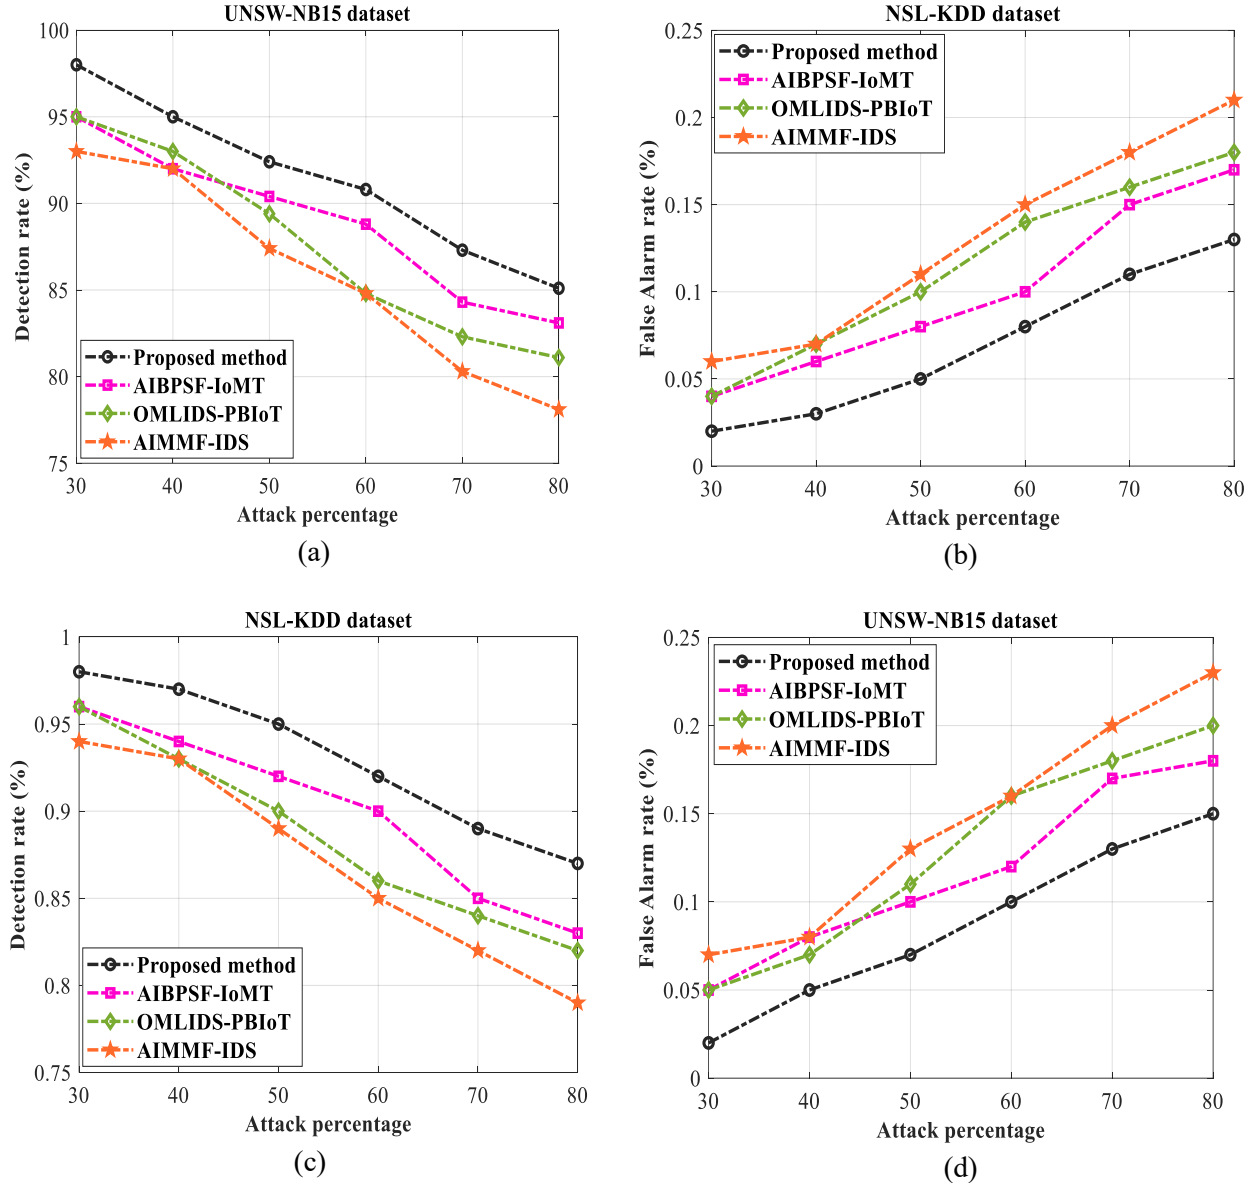 UNSW-NB15 dataset
100
95
90
85
80
75
Detection rate (%)
Proposed method
AIBPSF-IoMT
OMLIDS-PBIoT
AIMMF-IDS
30 40 50 60 70 80
Attack percentage
(a)
NSL-KDD dataset
0.25
0.2
0.15
0.1
0.05
0
False Alarm rate (%)
Proposed method
AIBPSF-IoMT
OMLIDS-PBIoT
AIMMF-IDS
30 40 50 60 70 80
Attack percentage
(b)
NSL-KDD dataset
1
0.95
0.9
0.85
0.8
0.75
Detection rate (%)
Proposed method
AIBPSF-IoMT
OMLIDS-PBIoT
AIMMF-IDS
30 40 50 60 70 80
Attack percentage
(c)
UNSW-NB15 dataset
0.25
0.2
0.15
0.1
0.05
0
False Alarm rate (%)
Proposed method
AIBPSF-IoMT
OMLIDS-PBIoT
AIMMF-IDS
30 40 50 60 70 80
Attack percentage
(d)